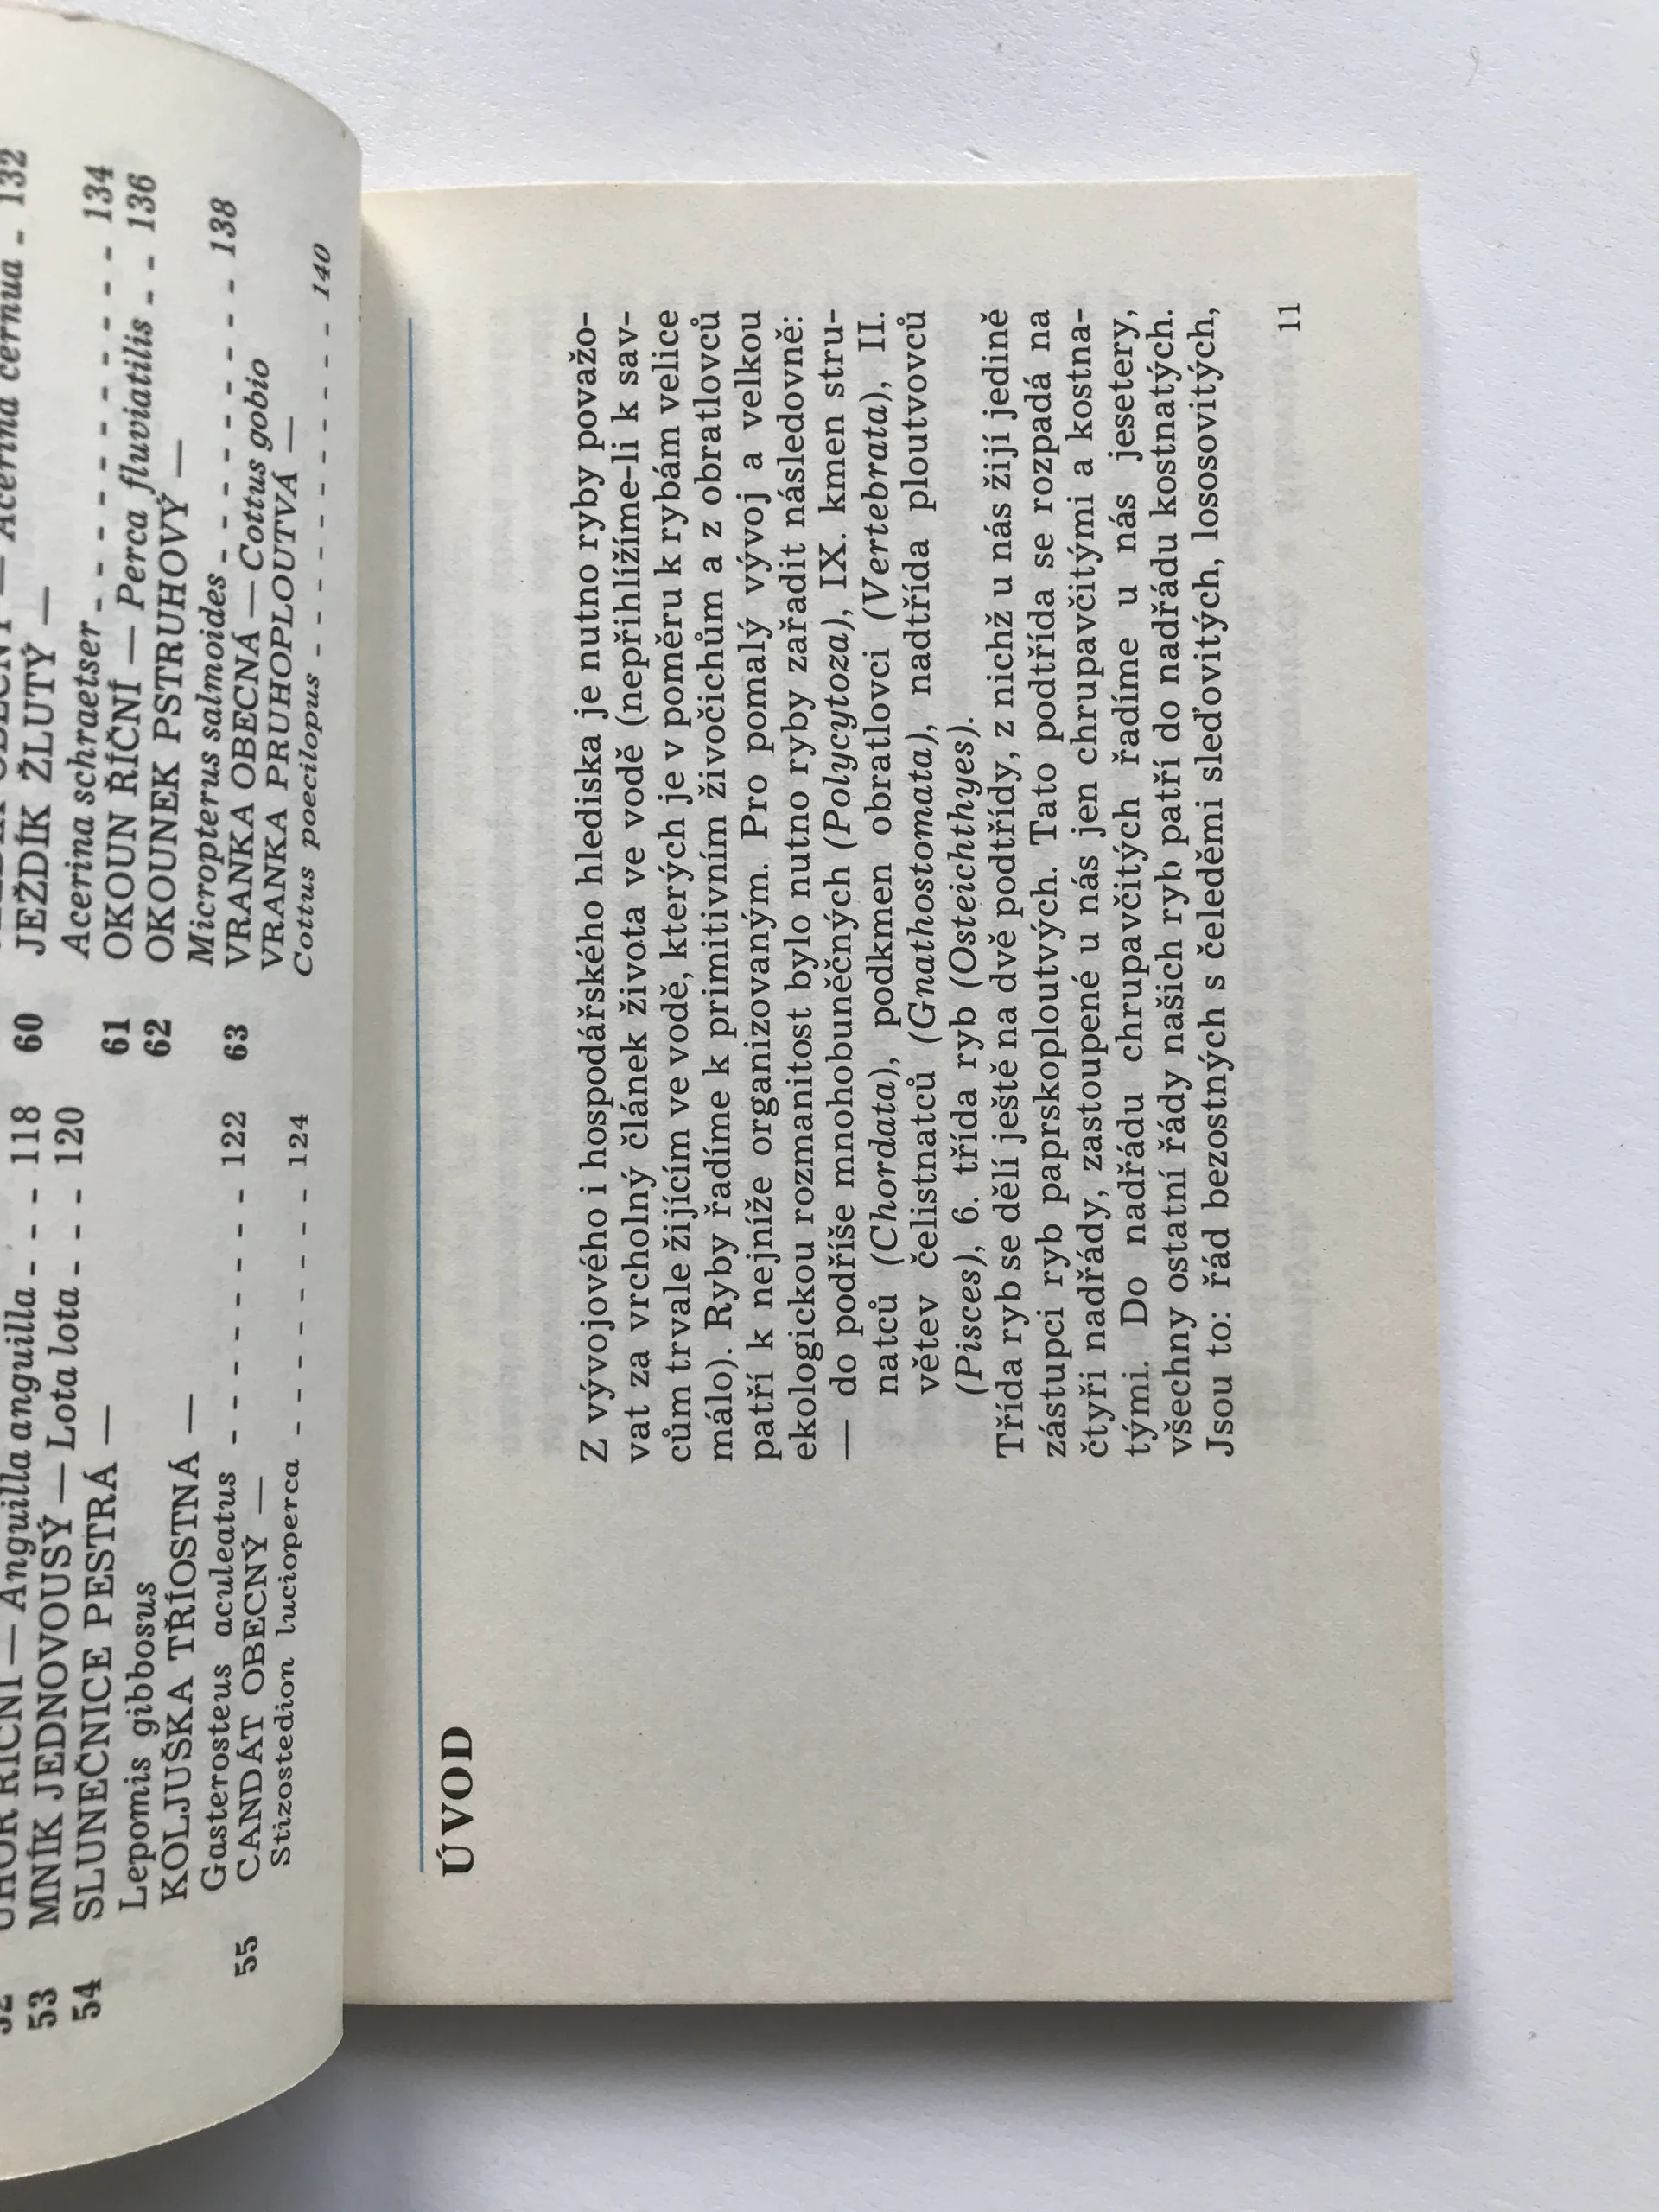 118
53 MNÍK JEDNOVOUSÝ — Lota lota - - - 120
54 SLUNEČNICE PESTRÁ —
Lepomis gibbosus
KOLJUŠKA TŘÍOSTNÁ —
Gasterosteus aculeatus - - - - - - - 122
55 CANDÁT OBECNÝ —
Stizostedion lucioperca - - - - - - - 124
132
60 JEŽDÍK ŽLUTÝ —
Acerina schraetser - - - - - - - - - - 134
61 OKOUN ŘÍČNÍ — Perca fluviatilis - - 136
62 OKOUNEK PSTRUHOVÝ —
Micropterus salmoides - - - - - - - - 138
63 VRANKA OBECNÁ — Cottus gobio
VRANKA PRUHOPLOUTVÁ —
Cottus poecilopus - - - - - - - - - - 140
ÚVOD
Z vývojového i hospodářského hlediska je nutno ryby považo-
vat za vrcholný článek života ve vodě (nepřihlížíme-li k sav-
cům trvale žijícím ve vodě, kterých je v poměru k rybám velice
málo). Ryby řadíme k primitivním živočichům a z obratlovců
patří k nejníže organizovaným. Pro pomalý vývoj a velkou
ekologickou rozmanitost bylo nutno ryby zařadit následovně:
— do podříše mnohobuněčných (Polycytoza), IX. kmen stru-
natců (Chordata), podkmen obratlovci (Vertebrata), II.
větev čelistnatců (Gnathostomata), nadtřída ploutvovců
(Pisces), 6. třída ryb (Osteichthyes).
Třída ryb se dělí ještě na dvě podtřídy, z nichž u nás žijí jedině
zástupci ryb paprskoploutvých. Tato podtřída se rozpadá na
čtyři nadřády, zastoupené u nás jen chrupavčitými a kostna-
tými. Do nadřádu chrupavčitých řadíme u nás jesetery,
všechny ostatní řády našich ryb patří do nadřádu kostnatých.
Jsou to: řád bezostných s čeleděmi sleďovitých, lososovitých,
11